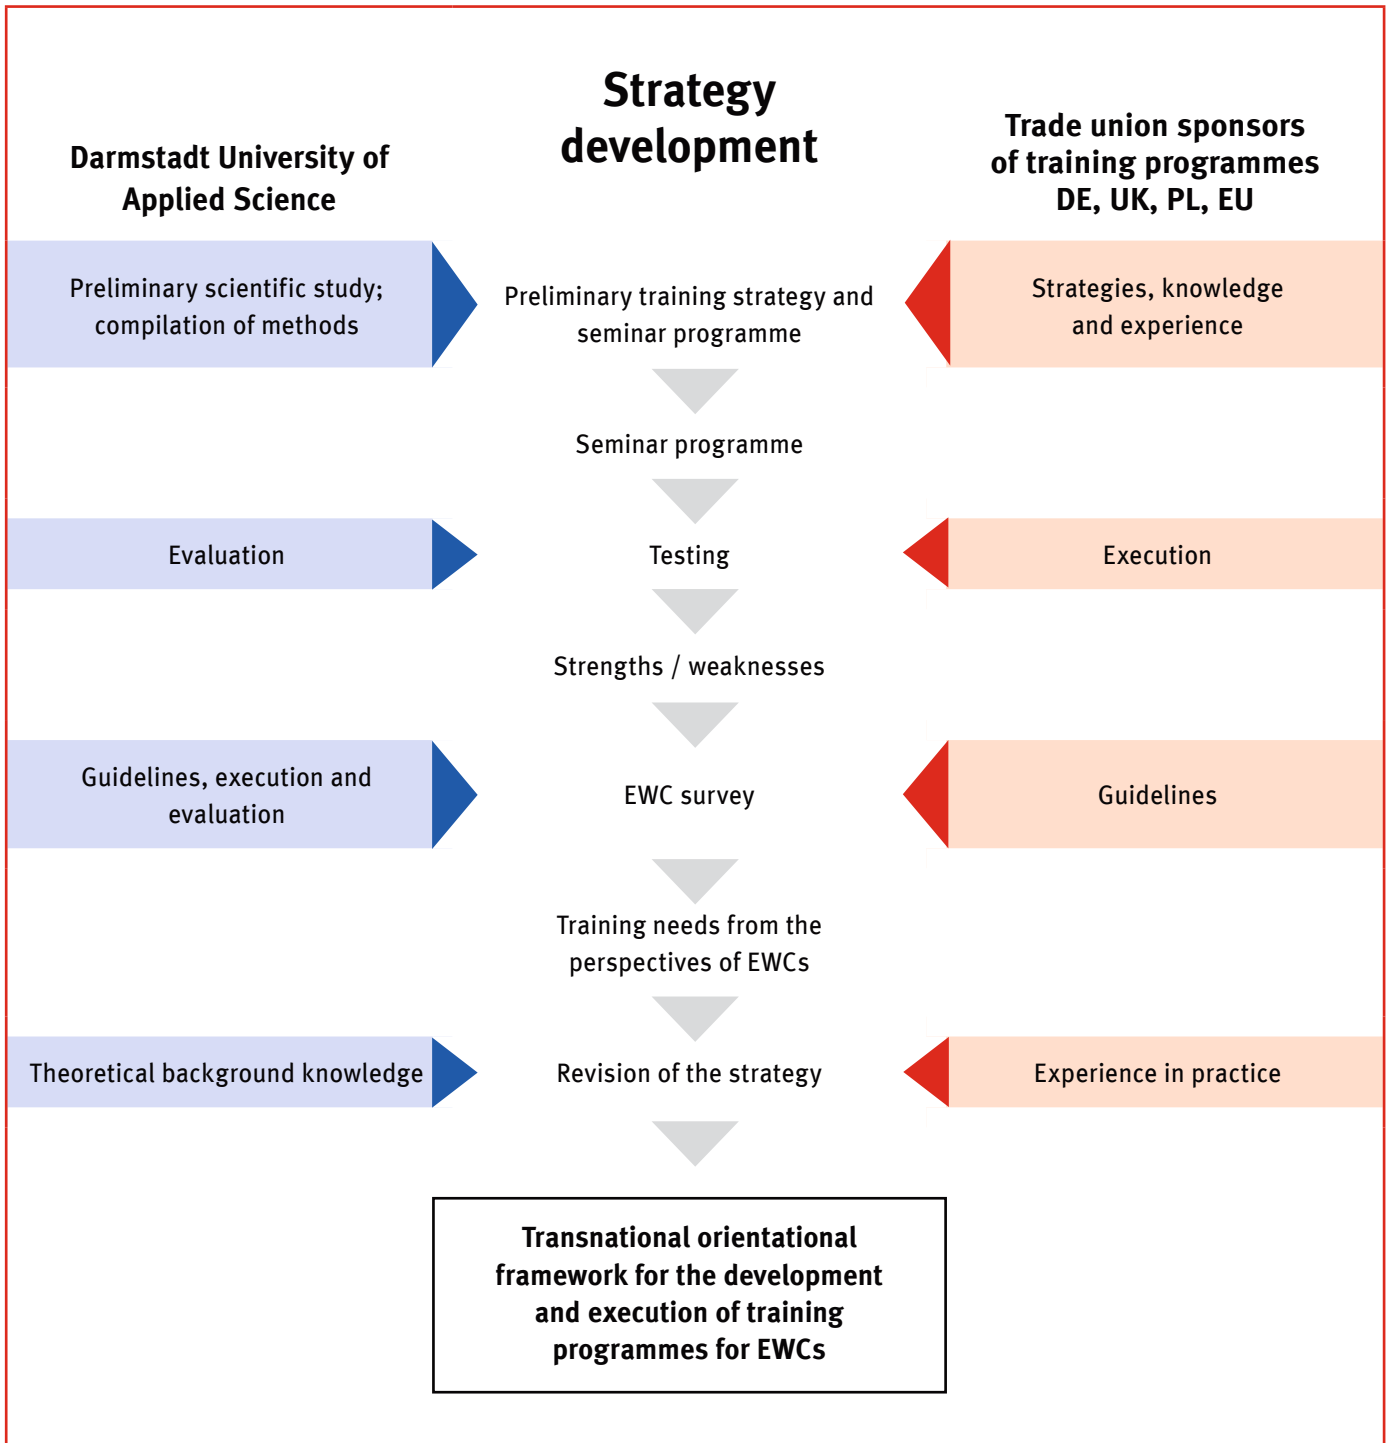 Strategy
development
Darmstadt University of
Applied Science
Trade union sponsors
of training programmes
DE, UK, PL, EU
Preliminary scientific study;
compilation of methods
Preliminary training strategy and
seminar programme
Strategies, knowledge
and experience
Seminar programme
Evaluation
Testing
Execution
Strengths / weaknesses
Guidelines, execution and
evaluation
EWC survey
Guidelines
Training needs from the
perspectives of EWCs
Theoretical background knowledge
Revision of the strategy
Experience in practice
Transnational orientational
framework for the development
and execution of training
programmes for EWCs